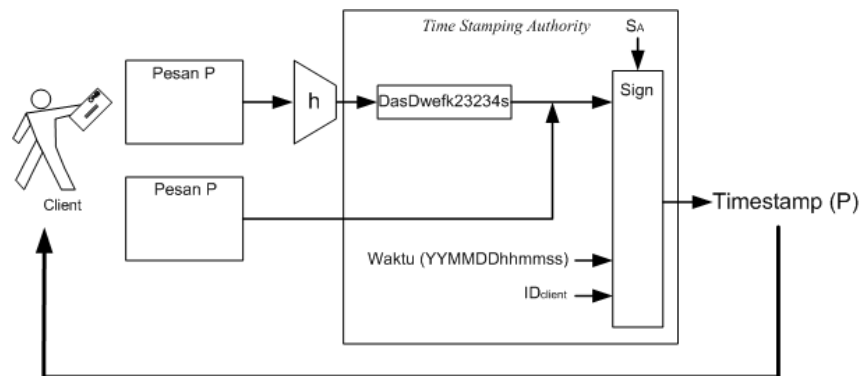 Time Stamping Authority
SA
Pesan P
h
DasDwefk23234s
Sign
Pesan P
Client
Timestamp (P)
Waktu (YYMMDDhhmmss)
IDclient